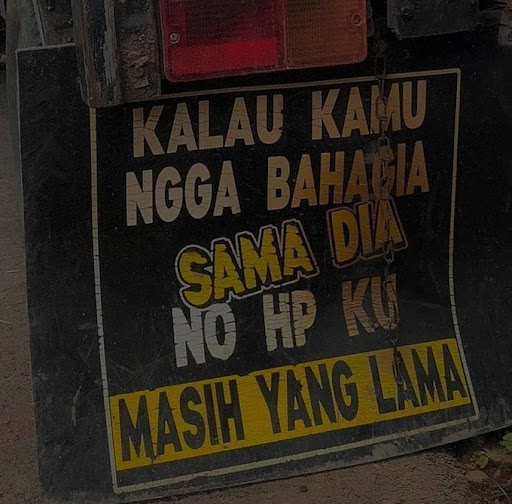 KALAU KAMU
NGGA BAHAGIA
SAMA DIA
NO HP KU
MASIH YANG LAMA